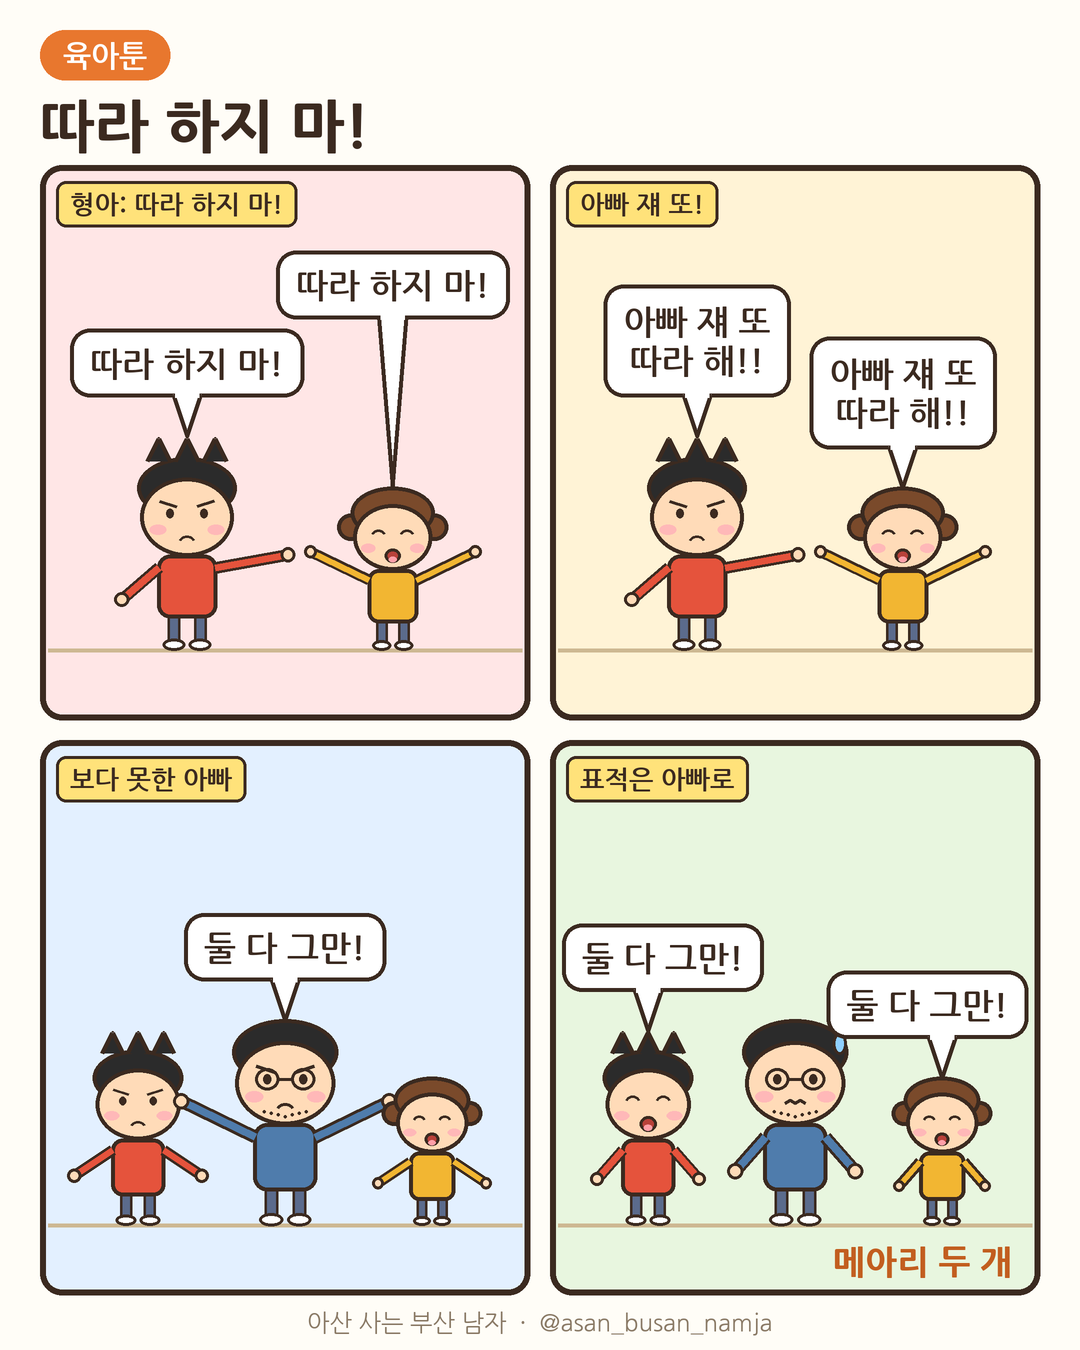 육아툰
따라 하지 마!
형아: 따라 하지 마!
따라 하지 마!
따라 하지 마!
아빠 쟤 또!
아빠 쟤 또
따라 해!!
아빠 쟤 또
따라 해!!
보다 못한 아빠
둘 다 그만!
표적은 아빠로
둘 다 그만!
둘 다 그만!
메아리 두 개
아산 사는 부산 남자 · @asan_busan_namja